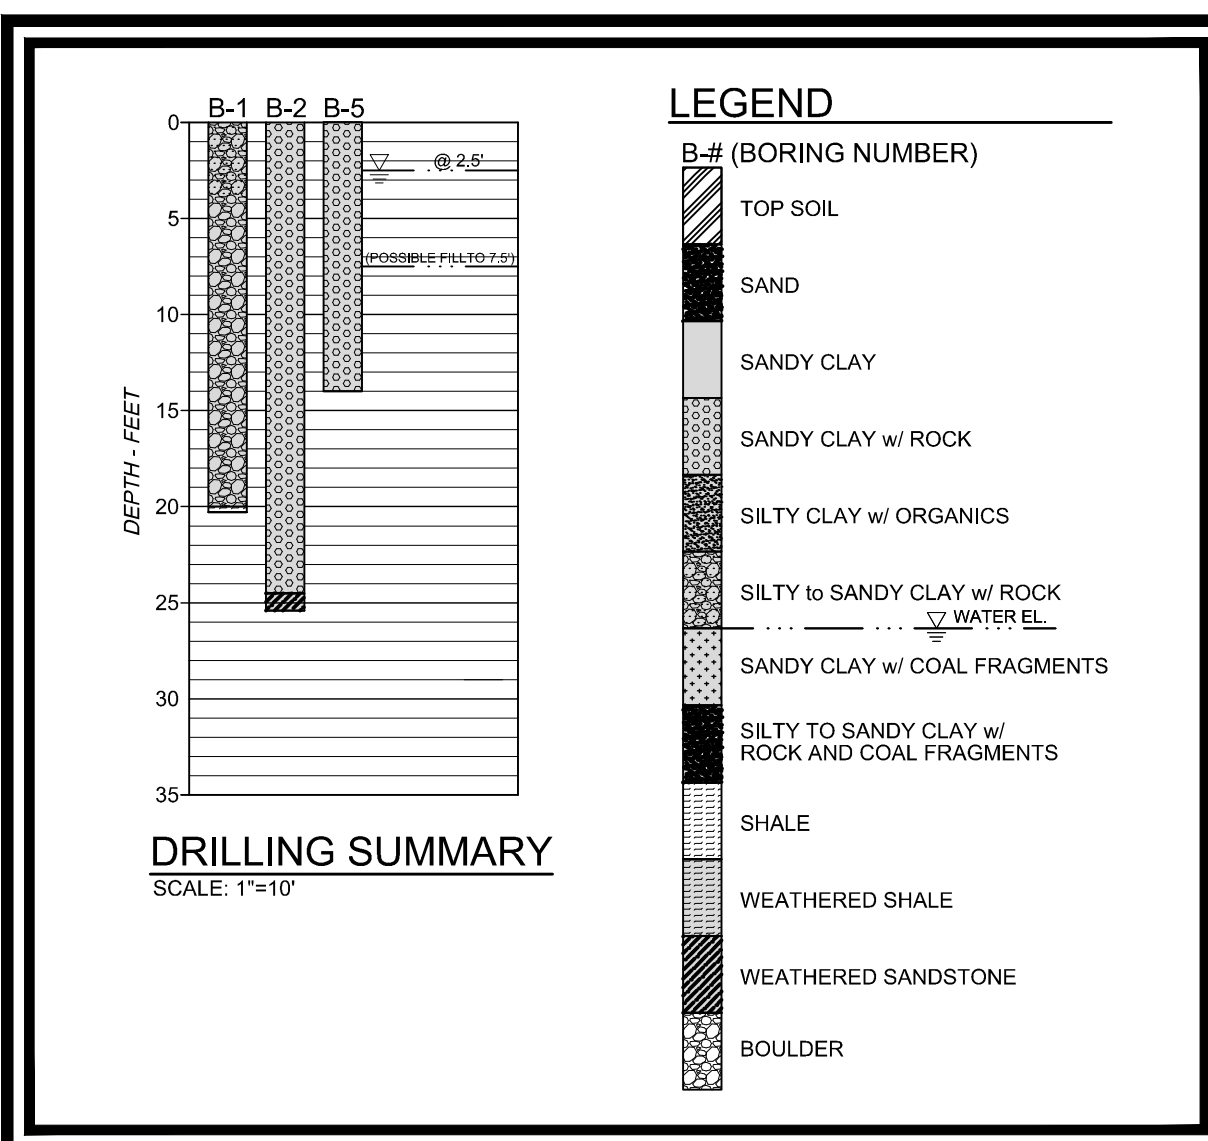 B-1 B-2 B-5
0
@ 2.5'
5
(POSSIBLE FILL TO 7.5')
10
15
20
25
30
35
DEPTH - FEET
DRILLING SUMMARY
SCALE: 1"=10'
LEGEND
B-# (BORING NUMBER)
TOP SOIL
SAND
SANDY CLAY
SANDY CLAY w/ ROCK
SILTY CLAY w/ ORGANICS
SILTY to SANDY CLAY w/ ROCK
WATER EL.
SANDY CLAY w/ COAL FRAGMENTS
SILTY TO SANDY CLAY w/
ROCK AND COAL FRAGMENTS
SHALE
WEATHERED SHALE
WEATHERED SANDSTONE
BOULDER